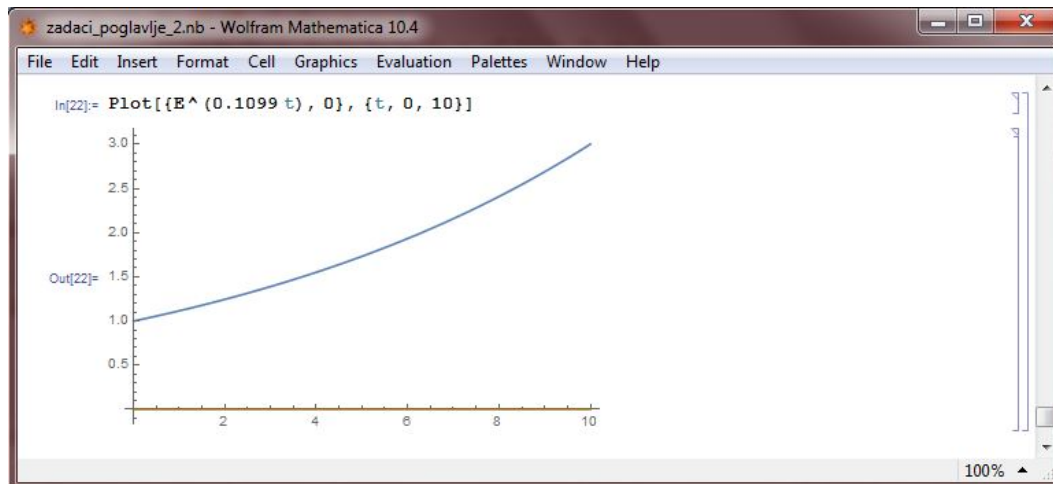 zadaci_poglavlje_2.nb - Wolfram Mathematica 10.4
File Edit Insert Format Cell Graphics Evaluation Palettes Window Help
In[22]:= Plot[{E^(0.1099 t), 0}, {t, 0, 10}]
3.0
2.5
2.0
Out[22]= 1.5
1.0
0.5
2 4 6 8 10
100%